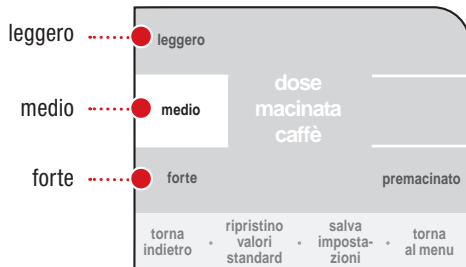 leggero
leggero
medio
medio
forte
forte
dose
macinata
caffè
premacinato
torna
indietro
ripristino
valori
standard
salva
imposta-
zioni
torna
al menu